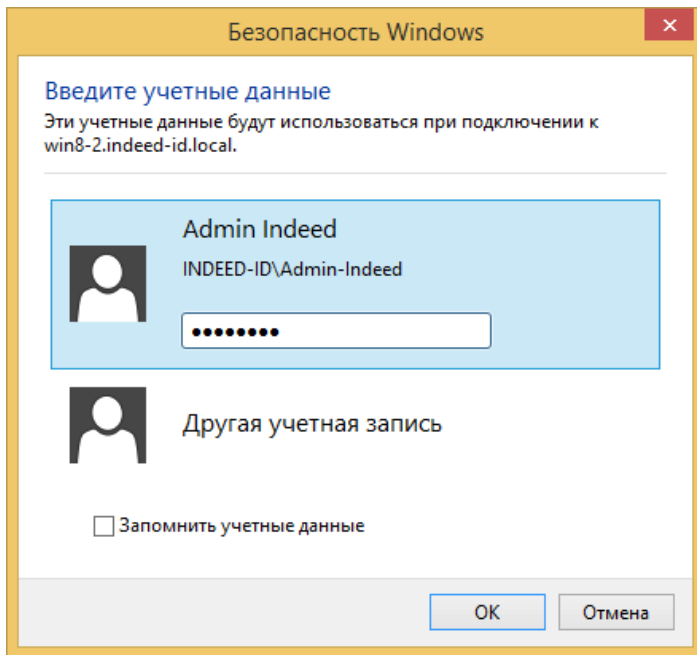 Безопасность Windows
Введите учетные данные
Эти учетные данные будут использоваться при подключении к
win8-2.indeed-id.local.
Admin Indeed
INDEED-ID\Admin-Indeed
●●●●●●●●
Другая учетная запись
Запомнить учетные данные
ОК
Отмена